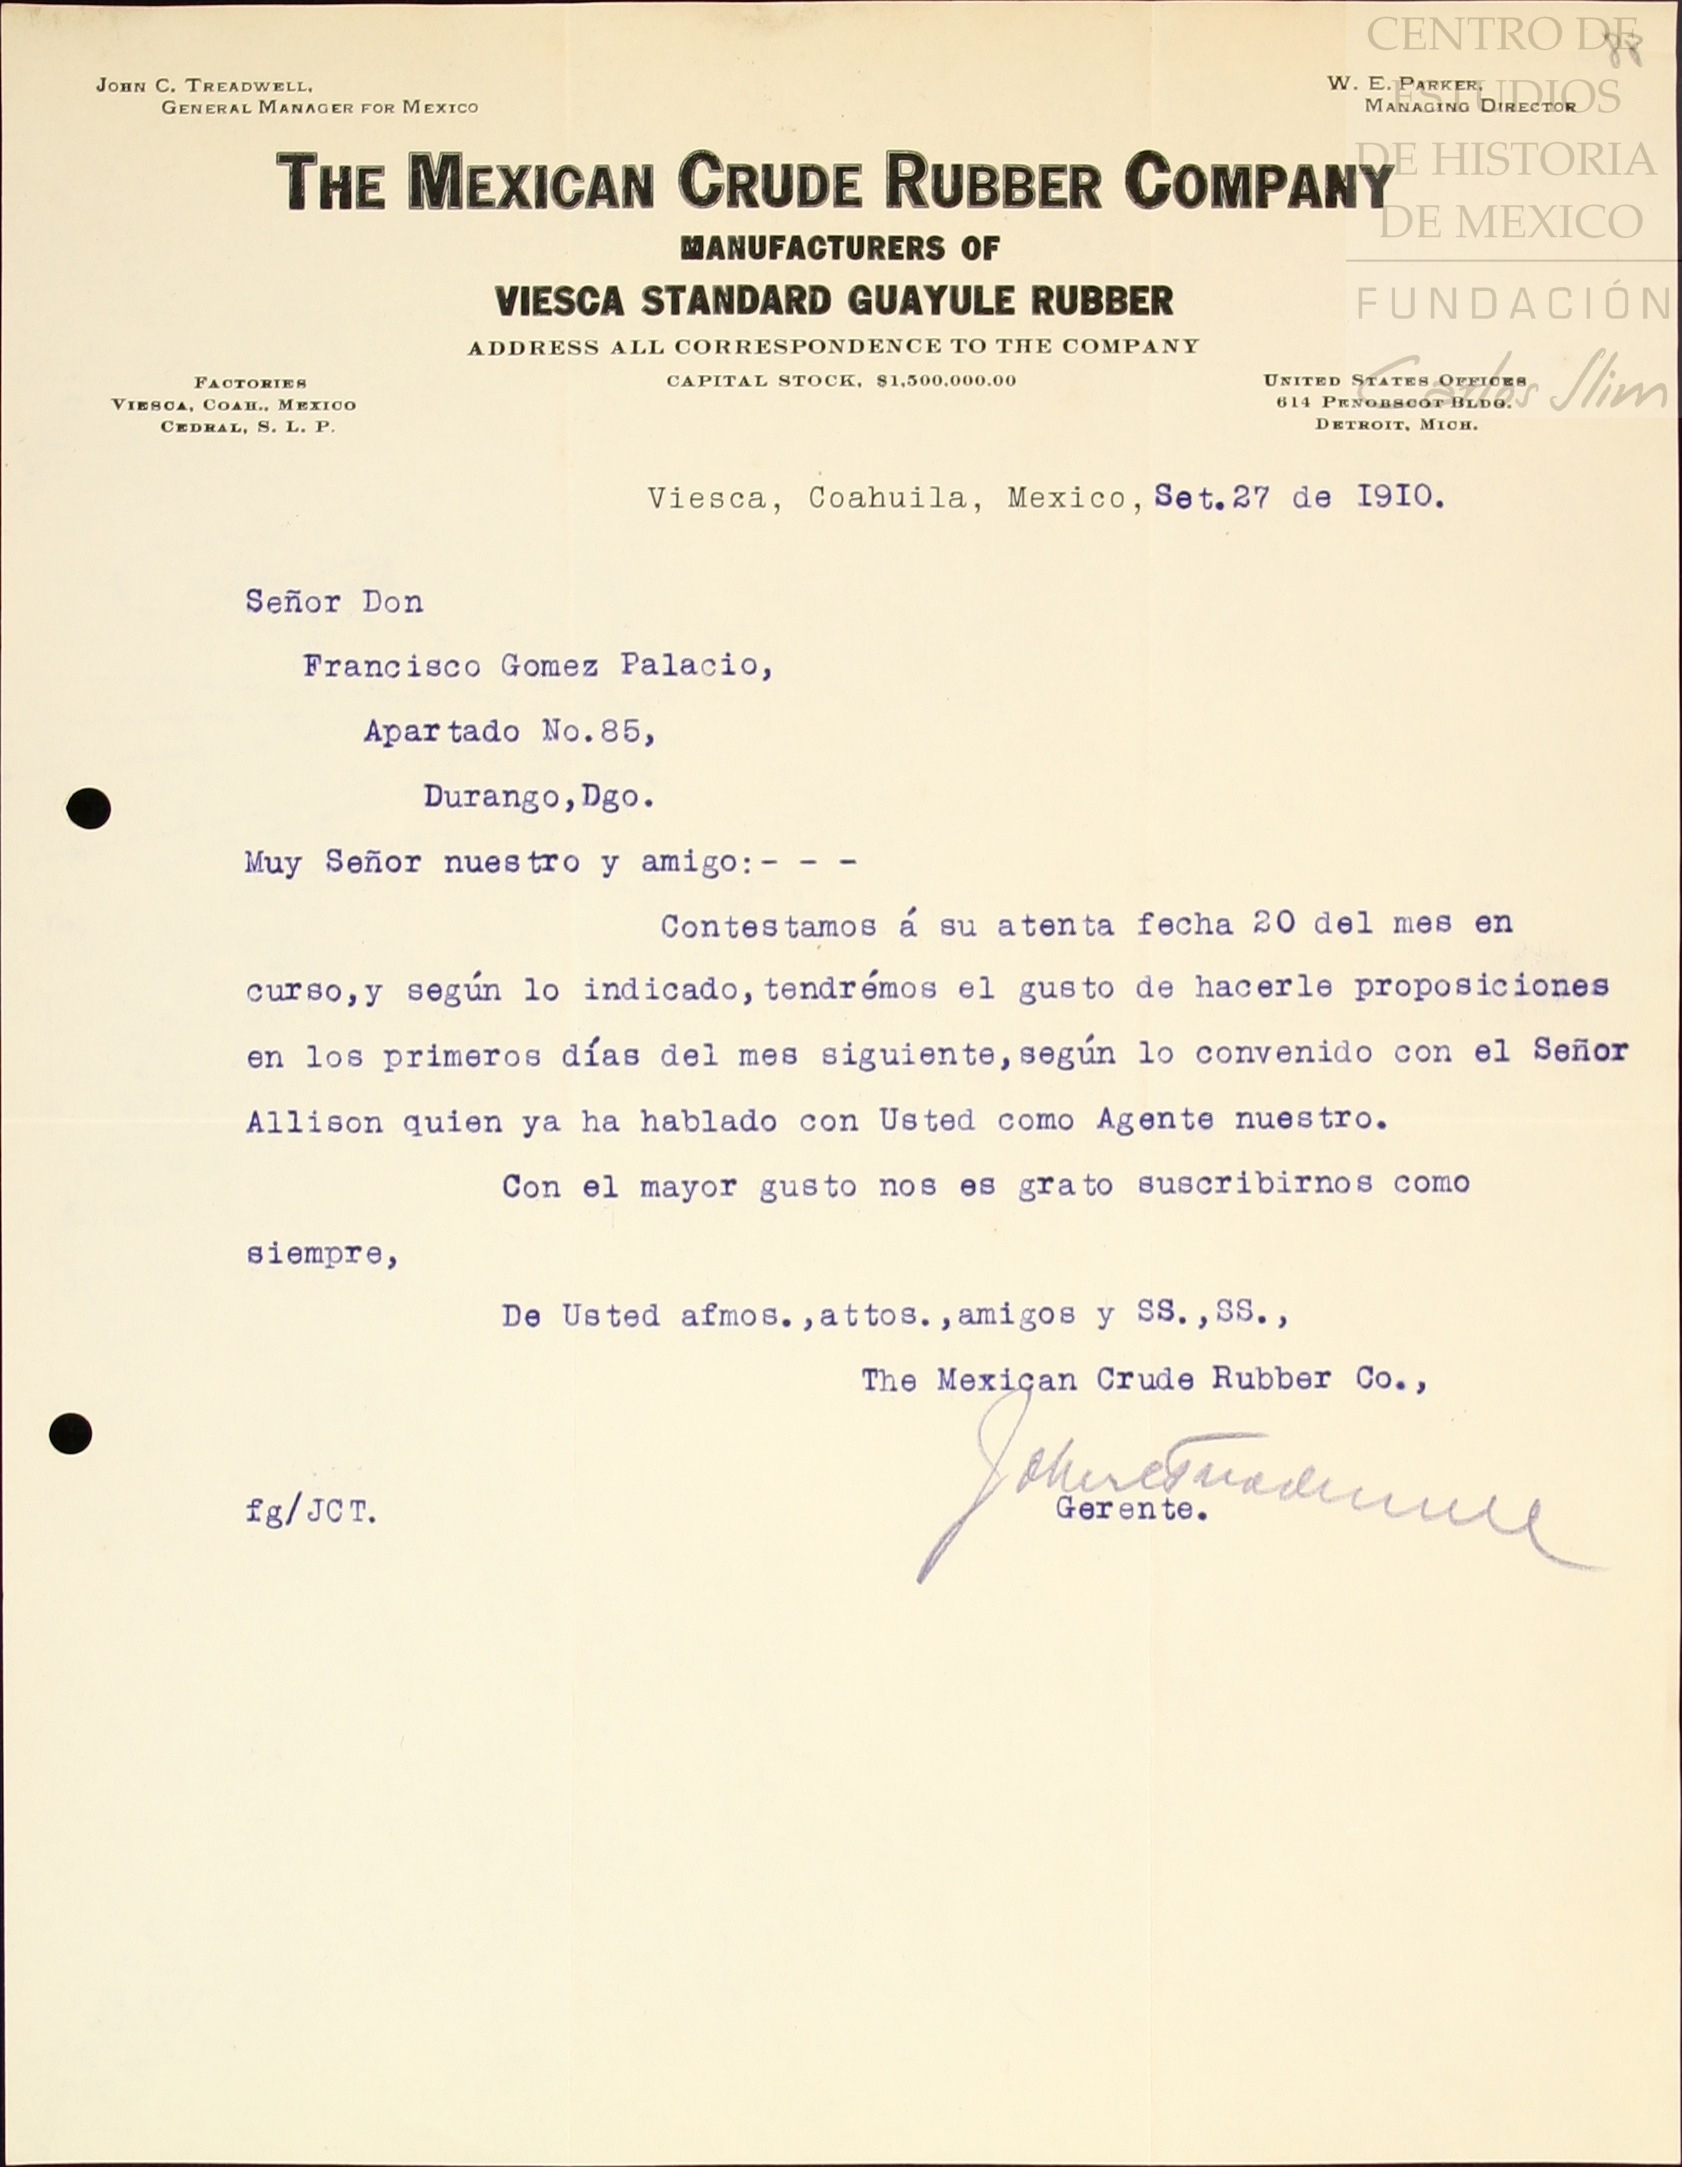 CENTRO DE
ESTUDIOS
DE HISTORIA
DE MEXICO
FUNDACIÓN
Carlos Slim
88
JOHN C. TREADWELL,
GENERAL MANAGER FOR MEXICO
W. E. PARKER,
MANAGING DIRECTOR
THE MEXICAN CRUDE RUBBER COMPANY
MANUFACTURERS OF
VIESCA STANDARD GUAYULE RUBBER
ADDRESS ALL CORRESPONDENCE TO THE COMPANY
CAPITAL STOCK, $1,500,000.00
FACTORIES
VIESCA, COAH., MEXICO
CEDRAL, S. L. P.
UNITED STATES OFFICES
614 PENOBSCOT BLDG.
DETROIT, MICH.
Viesca, Coahuila, Mexico, Set.27 de I9IO.
Señor Don
Francisco Gomez Palacio,
Apartado No.85,
Durango,Dgo.
Muy Señor nuestro y amigo:- - -
Contestamos á su atenta fecha 20 del mes en
curso,y según lo indicado,tendrémos el gusto de hacerle proposiciones
en los primeros días del mes siguiente,según lo convenido con el Señor
Allison quien ya ha hablado con Usted como Agente nuestro.
Con el mayor gusto nos es grato suscribirnos como
siempre,
De Usted afmos.,attos.,amigos y SS.,SS.,
The Mexican Crude Rubber Co.,
John C Treadwell
Gerente.
fg/JCT.